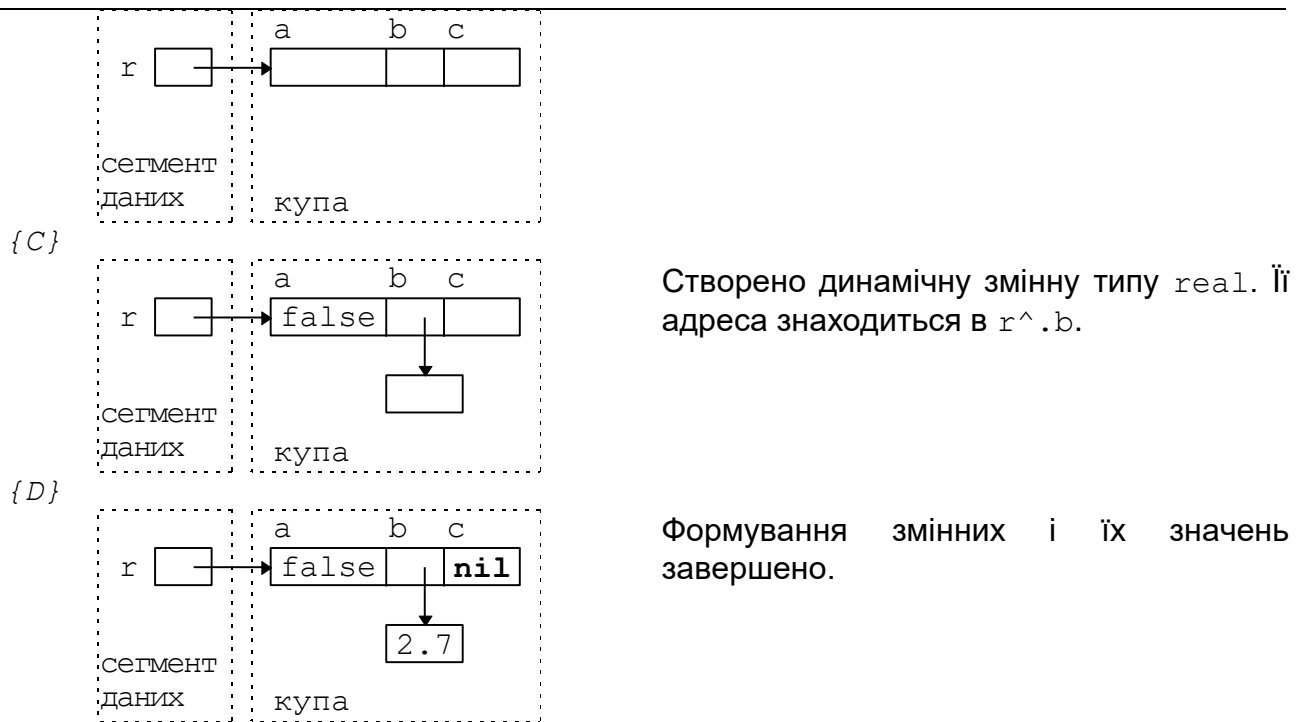 a b c
r
сегмент
даних
купа
{C}
a b c
r false
сегмент
даних
купа
Створено динамічну змінну типу real. Її
адреса знаходиться в r^.b.
{D}
a b c
r false nil
2.7
сегмент
даних
купа
Формування змінних і їх значень
завершено.